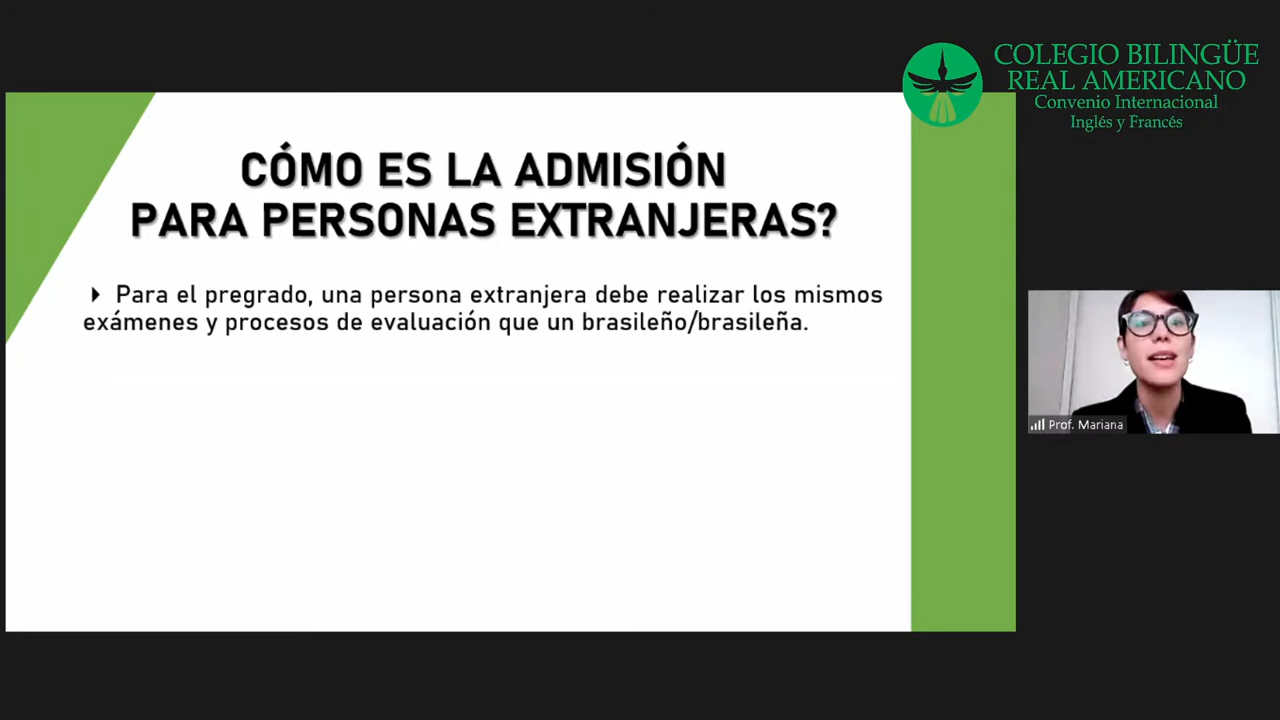 COLEGIO BILINGÜE
REAL AMERICANO
Convenio Internacional
Inglés y Francés
CÓMO ES LA ADMISIÓN
PARA PERSONAS EXTRANJERAS?
Para el pregrado, una persona extranjera debe realizar los mismos
exámenes y procesos de evaluación que un brasileño/brasileña.
Prof. Mariana